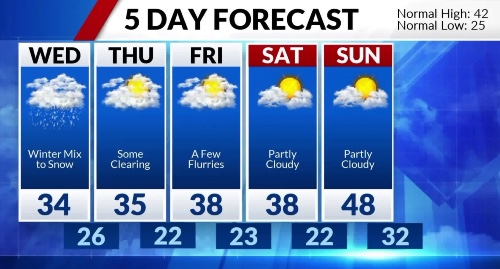 5 DAY FORECAST
Normal High: 42
Normal Low: 25
WED
THU
FRI
SAT
SUN
Winter Mix
to Snow
Some
Clearing
A Few
Flurries
Partly
Cloudy
Partly
Cloudy
34
35
38
38
48
26
22
23
22
32